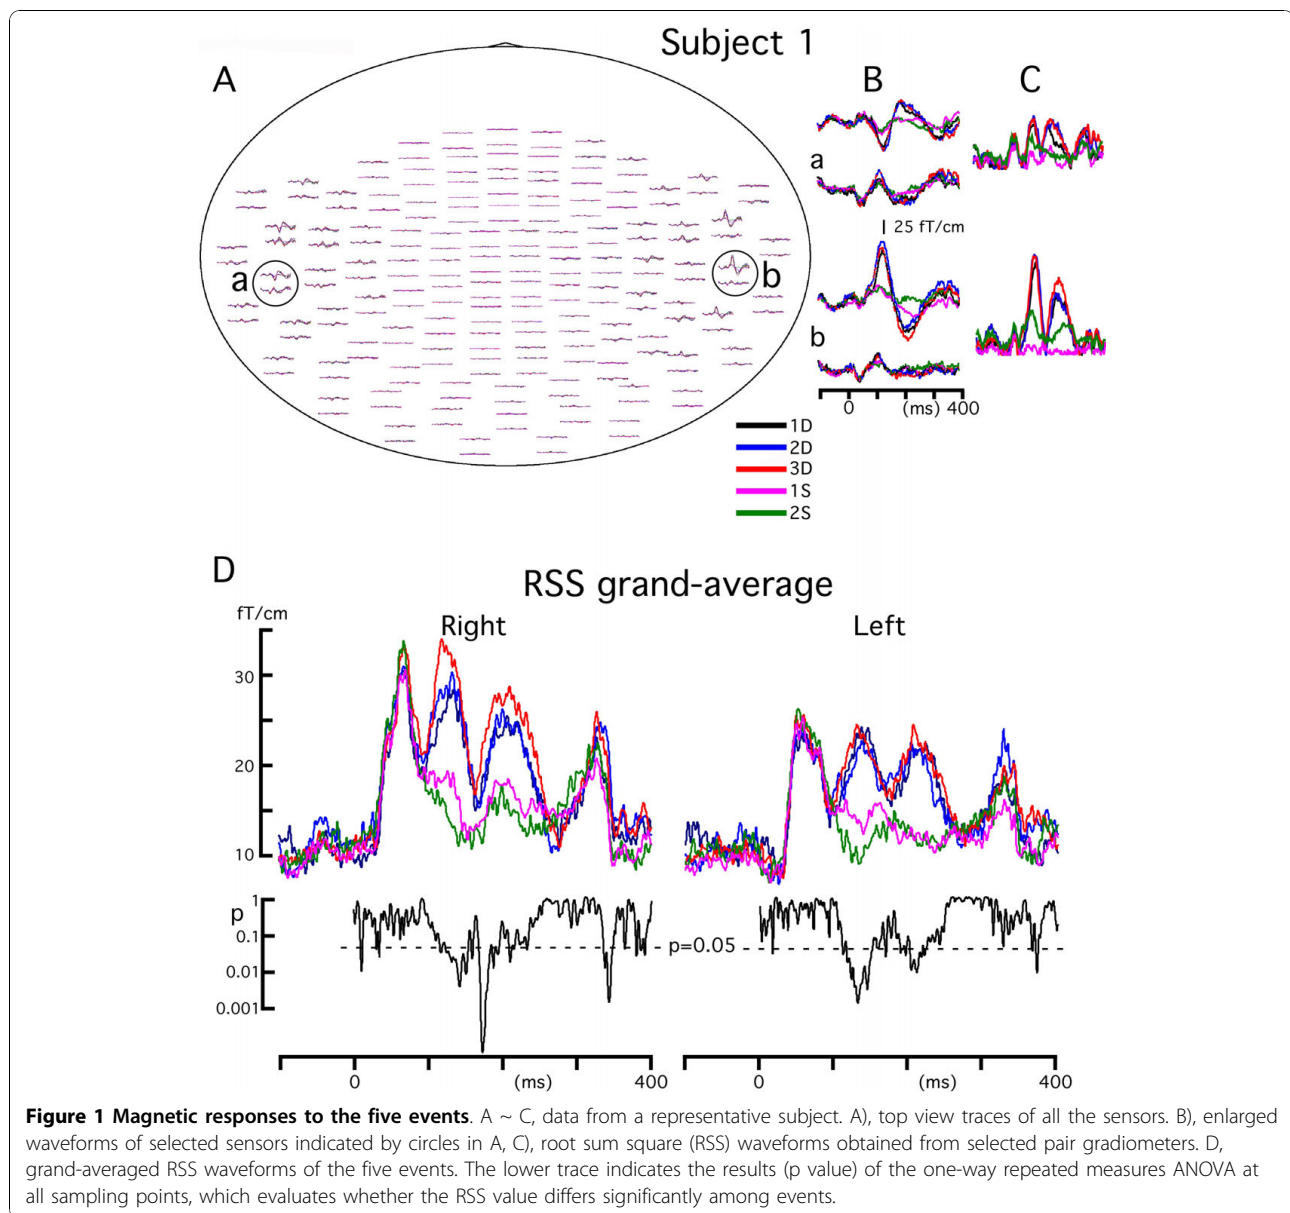 Subject 1
A
B
C
a
b
a
25 fT/cm
b
0 (ms) 400
1D
2D
3D
1S
2S
D
RSS grand-average
fT/cm
Right
Left
30
20
10
p
1
0.1
0.01
0.001
p=0.05
0 (ms) 400
0 (ms) 400
Figure 1 Magnetic responses to the five events. A ~ C, data from a representative subject. A), top view traces of all the sensors. B), enlarged
waveforms of selected sensors indicated by circles in A, C), root sum square (RSS) waveforms obtained from selected pair gradiometers. D,
grand-averaged RSS waveforms of the five events. The lower trace indicates the results (p value) of the one-way repeated measures ANOVA at
all sampling points, which evaluates whether the RSS value differs significantly among events.